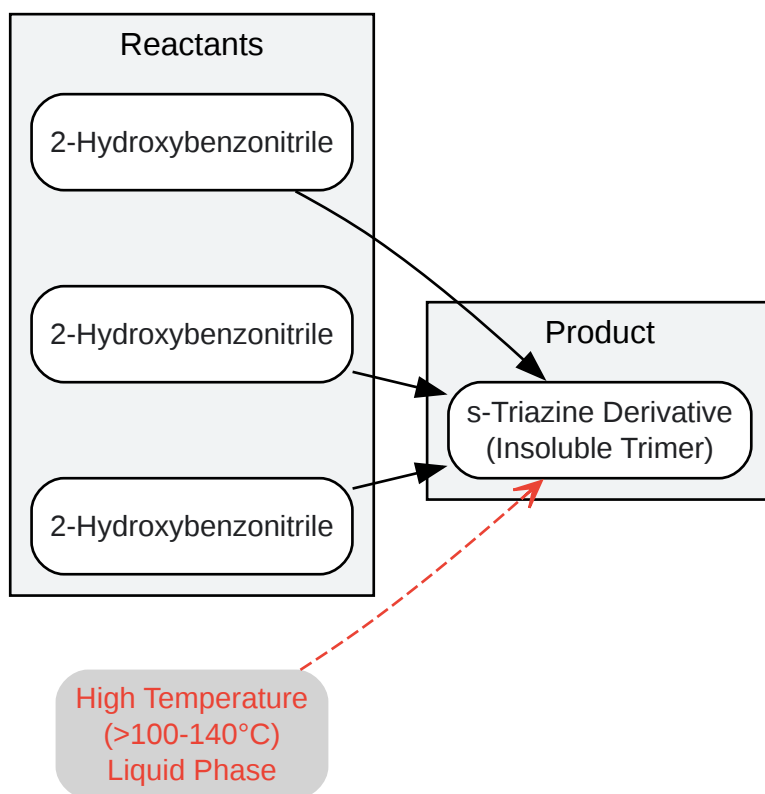 Reactants
2-Hydroxybenzonitrile
2-Hydroxybenzonitrile
2-Hydroxybenzonitrile
Product
s-Triazine Derivative
(Insoluble Trimer)
High Temperature
(>100-140°C)
Liquid Phase